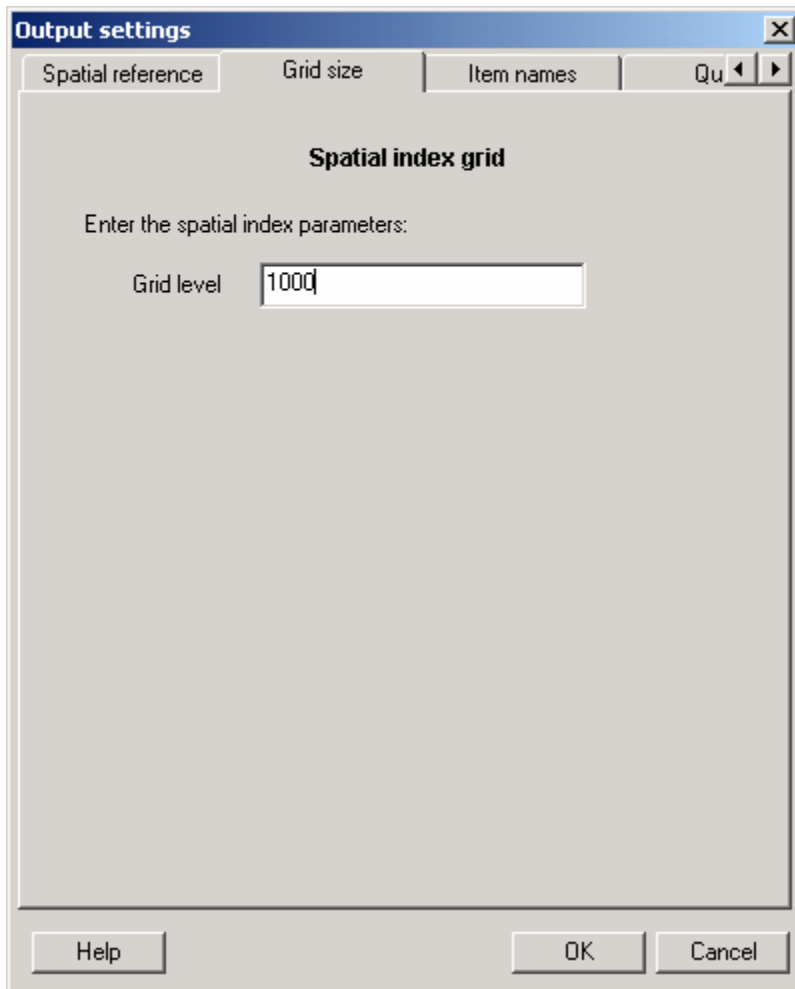 Output settings
Spatial reference Grid size Item names Qu
Spatial index grid
Enter the spatial index parameters:
Grid level 1000
Help OK Cancel